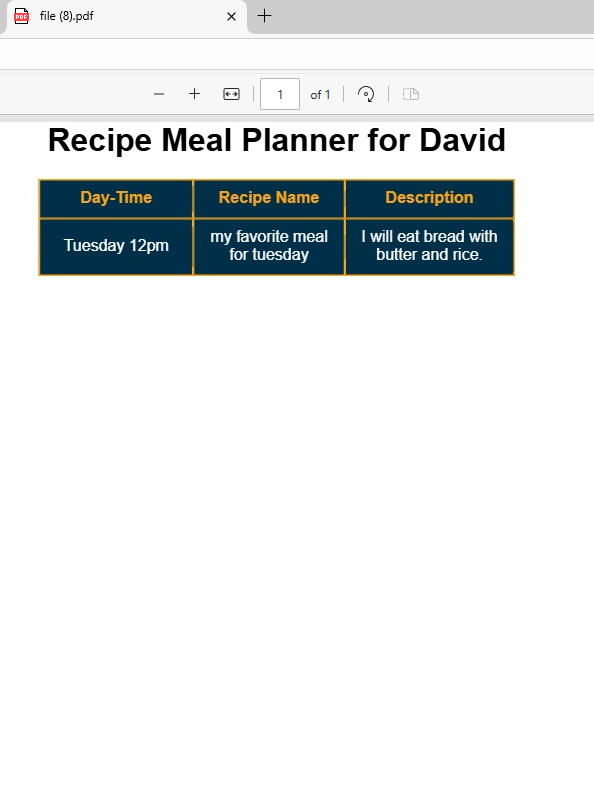 file (8).pdf
1 of 1
Recipe Meal Planner for David
Day-Time Recipe Name Description
Tuesday 12pm
my favorite meal
for tuesday
I will eat bread with
butter and rice.